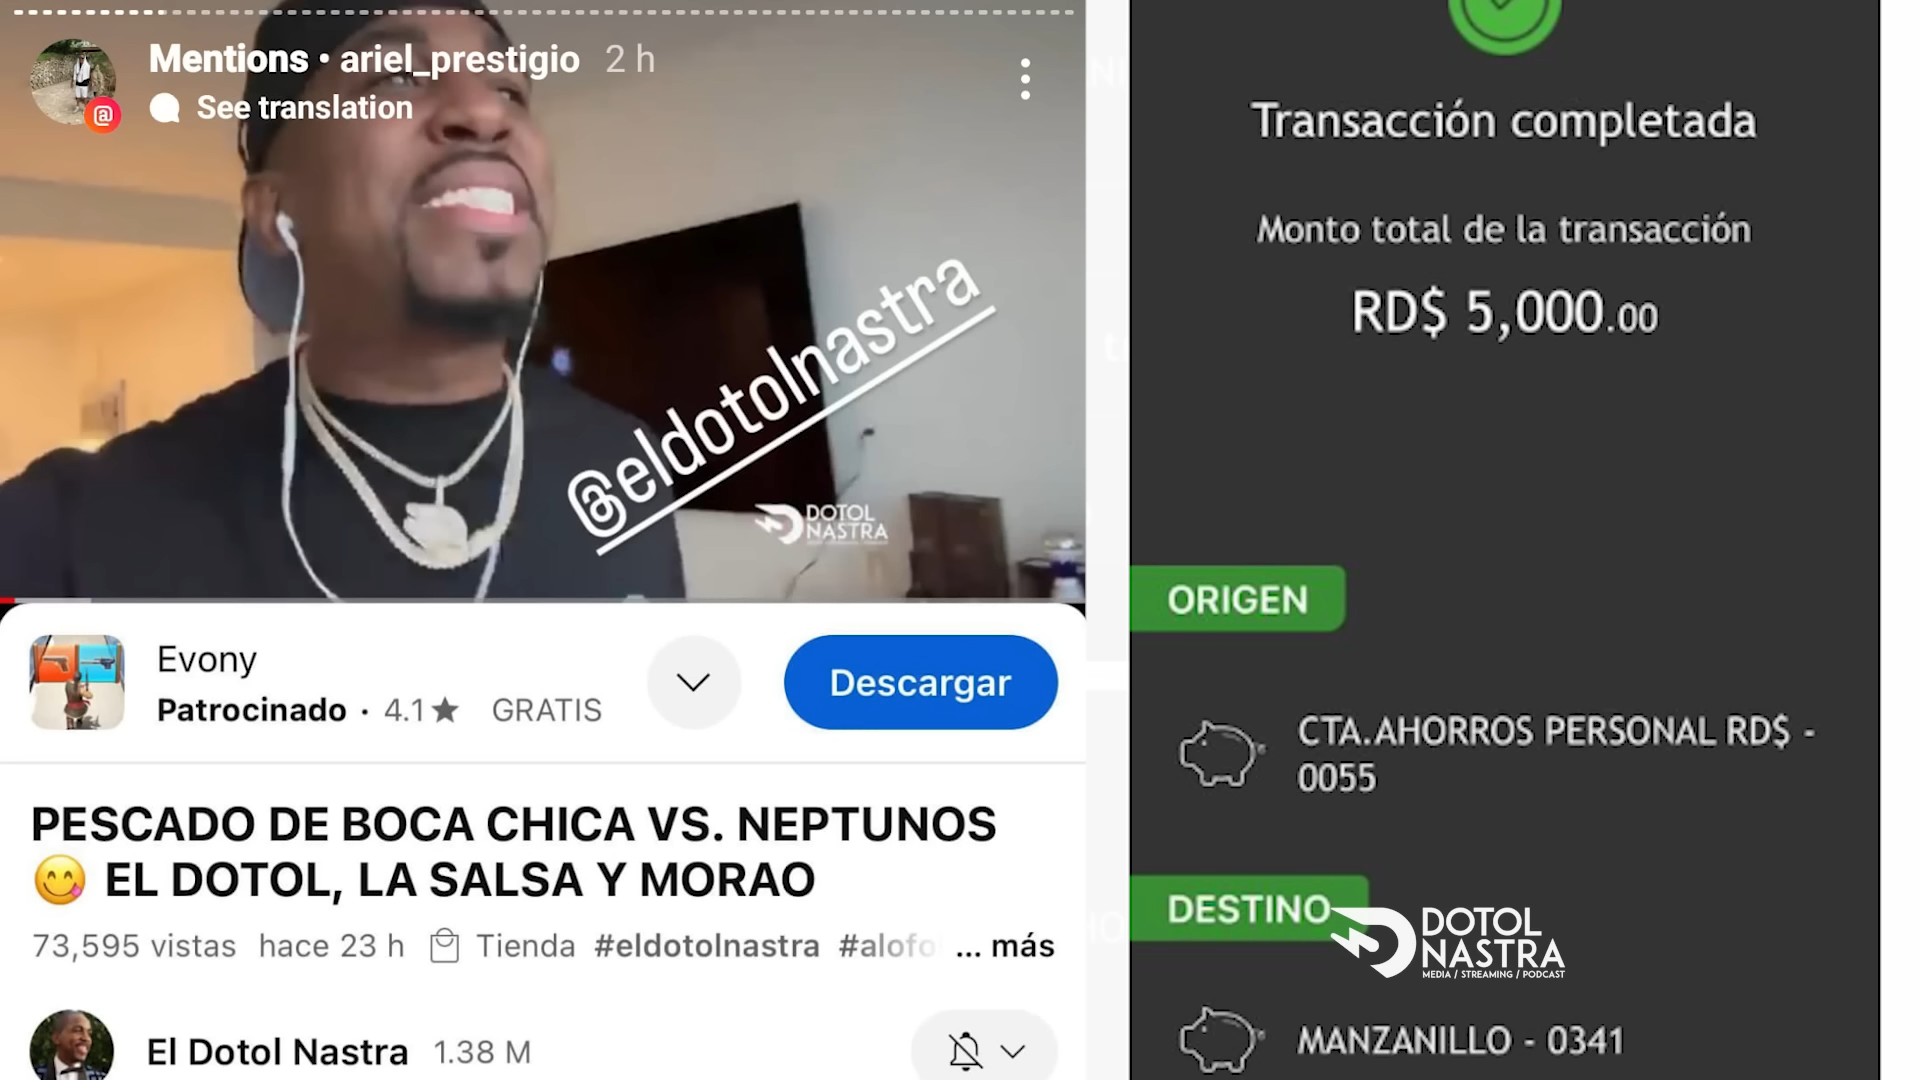 Mentions • ariel_prestigio 2 h
See translation
@eldotolnastra
DOTOL
NASTRA
Evony
Patrocinado · 4.1★ GRATIS
Descargar
PESCADO DE BOCA CHICA VS. NEPTUNOS
😋 EL DOTOL, LA SALSA Y MORAO
73,595 vistas hace 23 h Tienda #eldotolnastra #alofo ... más
El Dotol Nastra 1.38 M
Transacción completada
Monto total de la transacción
RD$ 5,000.00
ORIGEN
CTA.AHORROS PERSONAL RD$ -
0055
DESTINO
DOTOL
NASTRA
MEDIA / STREAMING / PODCAST
MANZANILLO - 0341